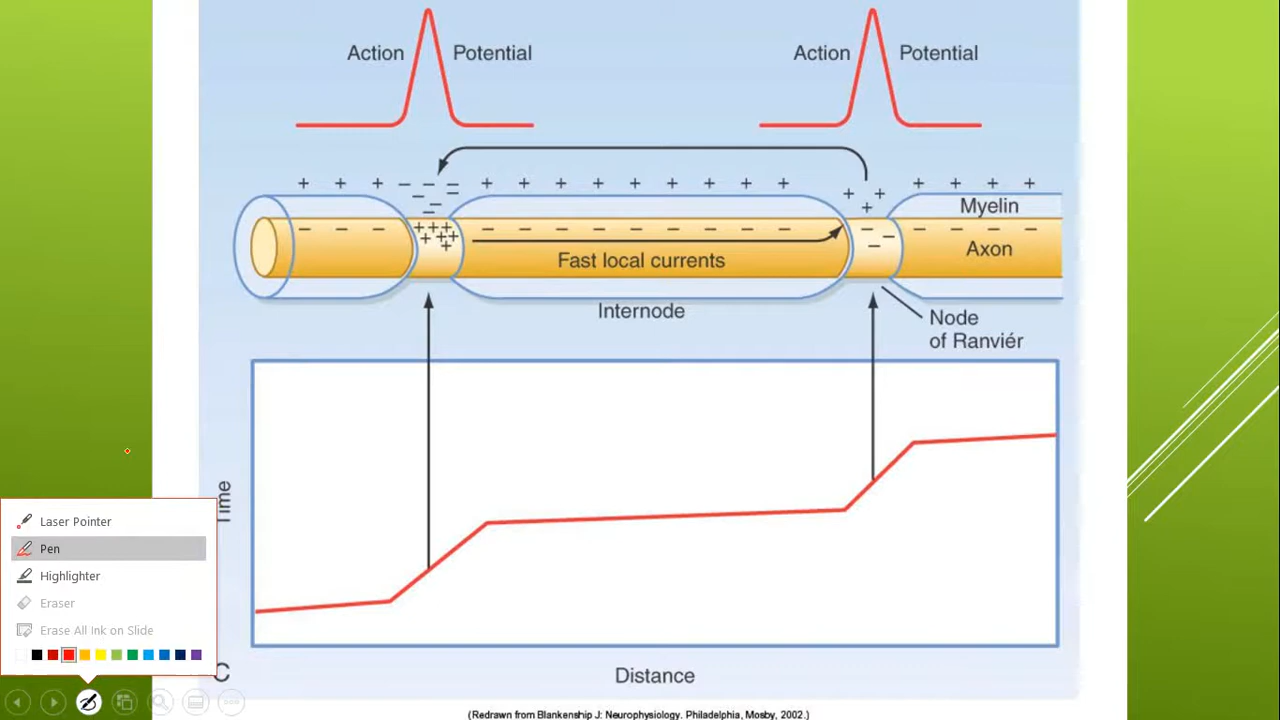 Action Potential
Action Potential
Myelin
Axon
Fast local currents
Internode
Node
of Ranviér
Time
Distance
C
(Redrawn from Blankenship J: Neurophysiology. Philadelphia, Mosby, 2002.)
Laser Pointer
Pen
Highlighter
Eraser
Erase All Ink on Slide